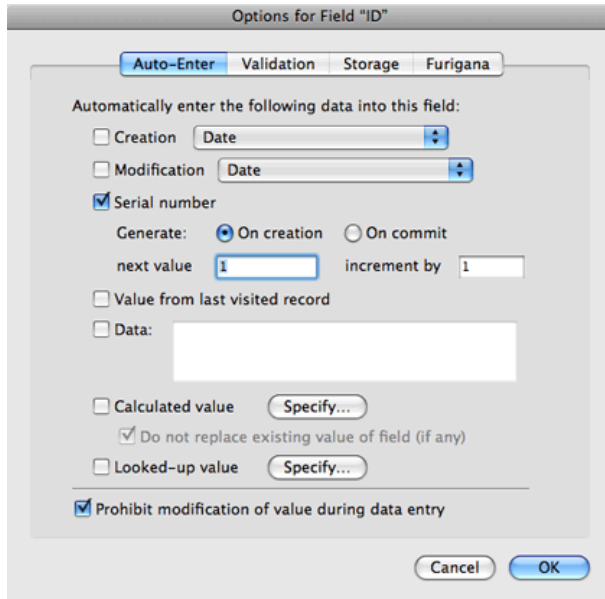 Options for Field “ID”
Auto-Enter Validation Storage Furigana
Automatically enter the following data into this field:
Creation Date
Modification Date
Serial number
Generate: On creation On commit
next value 1 increment by 1
Value from last visited record
Data:
Calculated value Specify...
Do not replace existing value of field (if any)
Looked-up value Specify...
Prohibit modification of value during data entry
Cancel OK